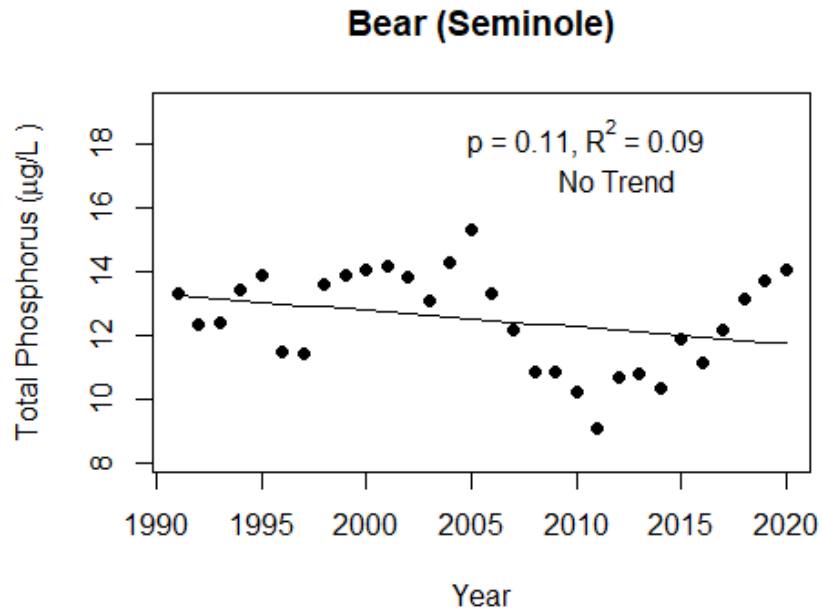 Bear (Seminole)
p = 0.11, R² = 0.09
No Trend
Total Phosphorus (µg/L )
18
16
14
12
10
8
1990 1995 2000 2005 2010 2015 2020
Year